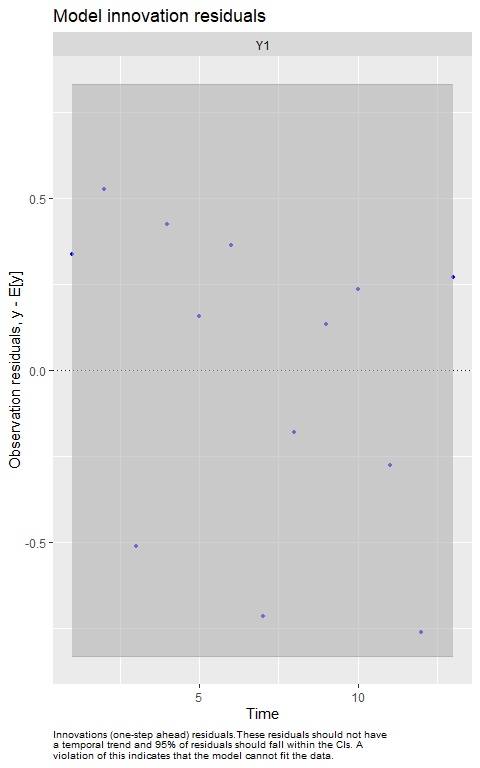 Model innovation residuals
Y1
Observation residuals, y - E[y]
0.5
0.0
-0.5
5
10
Time
Innovations (one-step ahead) residuals.These residuals should not have
a temporal trend and 95% of residuals should fall within the CIs. A
violation of this indicates that the model cannot fit the data.